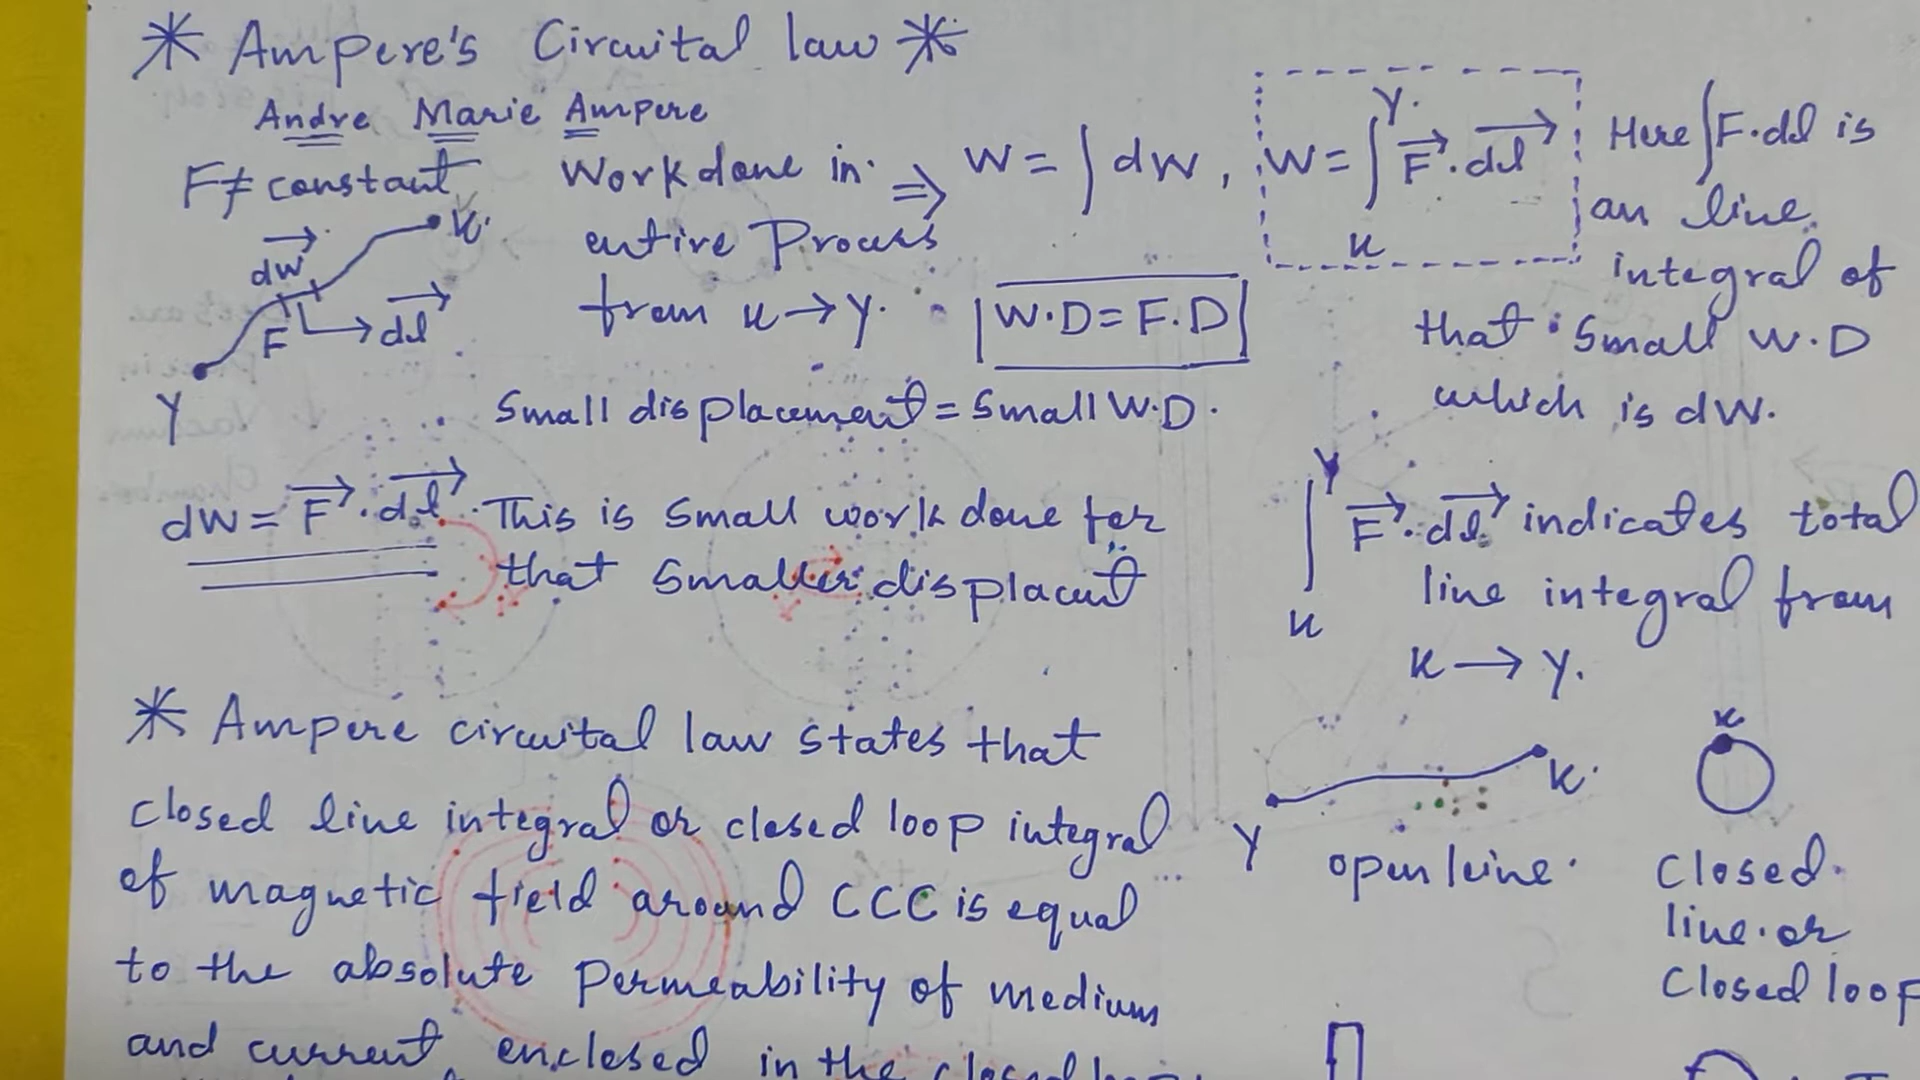 * Ampere's Circuital law *
Andre Marie Ampere
F ≠ constant
dW
x.
F
dl
Y
Work done in
entire Process
from x → y.
⇒ W = ∫ dW, W = ∫ F . dl
Y.
x
W.D = F.D
Small displacement = Small W.D.
Here ∫ F.dl is
an line
integral of
that Small W.D
which is dW.
dW = F . dl . This is small work done for
that smaller displacent
Y
∫ F . dl indicates total
x
line integral from
x → y.
* Ampere circuital law states that
closed line integral or closed loop integral
of magnetic field around CCC is equal
to the absolute Permeability of medium
and current enclosed in the closed loop
Y
x.
open line.
x
Closed
line or
Closed loop